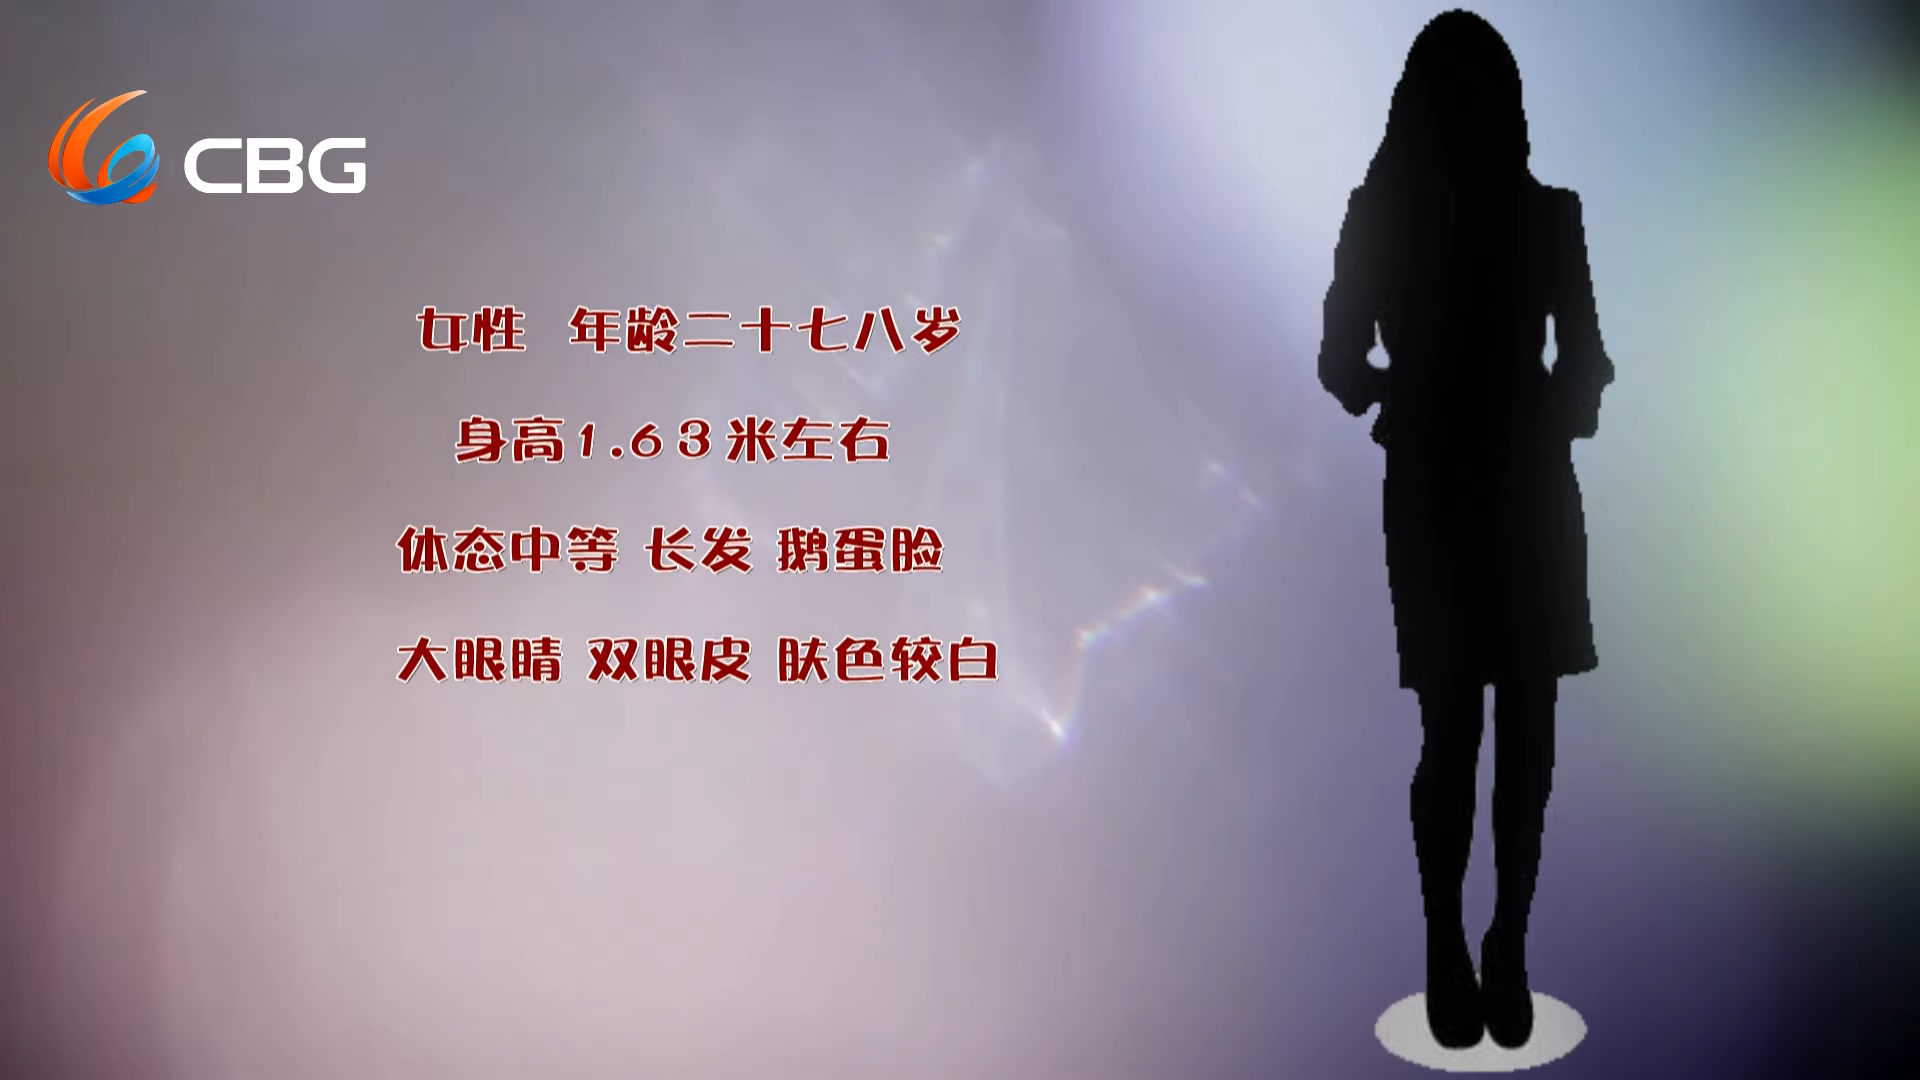 CBG
女性 年龄二十七八岁
身高1.63米左右
体态中等 长发 鹅蛋脸
大眼睛 双眼皮 肤色较白